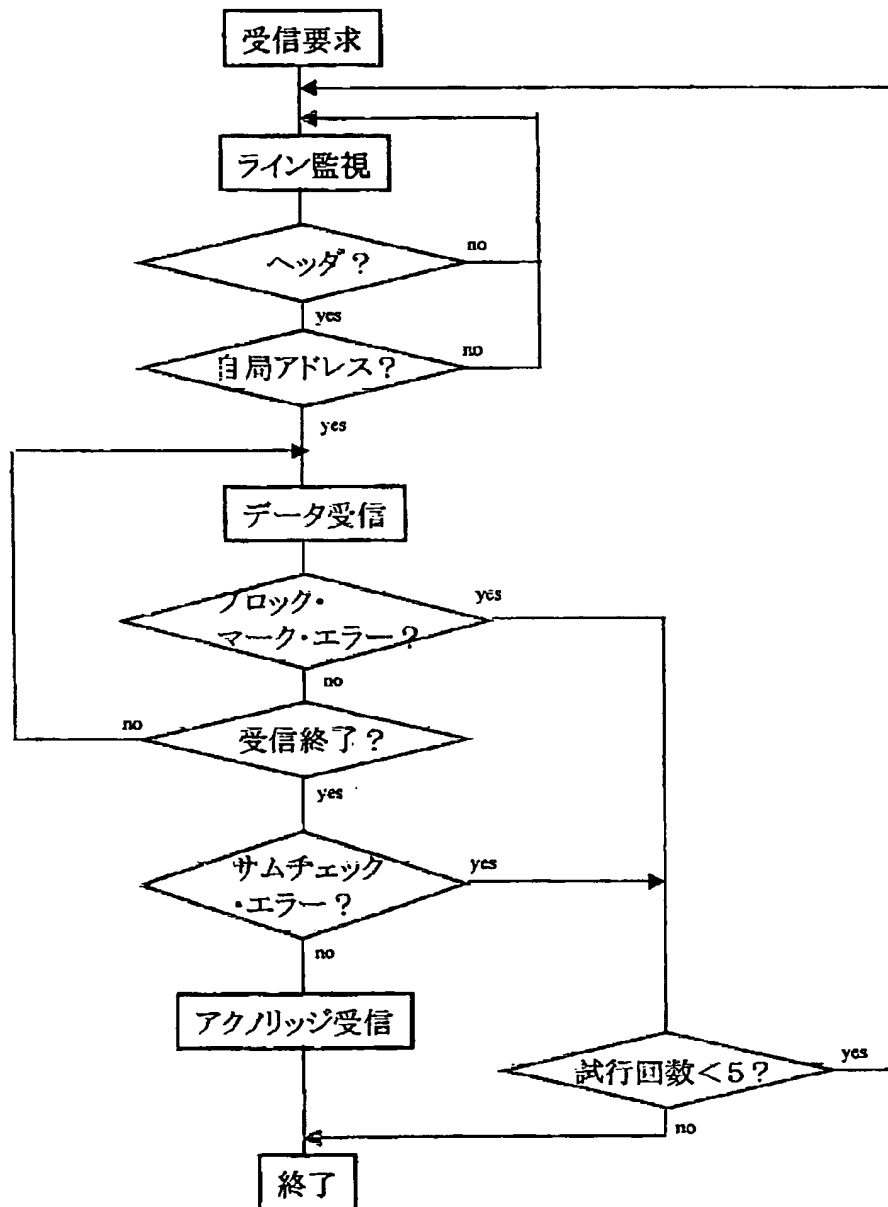 受信要求
ライン監視
ヘッダ？
no
yes
自局アドレス？
no
yes
データ受信
ブロック・
マーク・エラー？
yes
no
受信終了？
no
yes
サムチェック
・エラー？
yes
no
アクノリッジ受信
試行回数＜5？
yes
no
終了